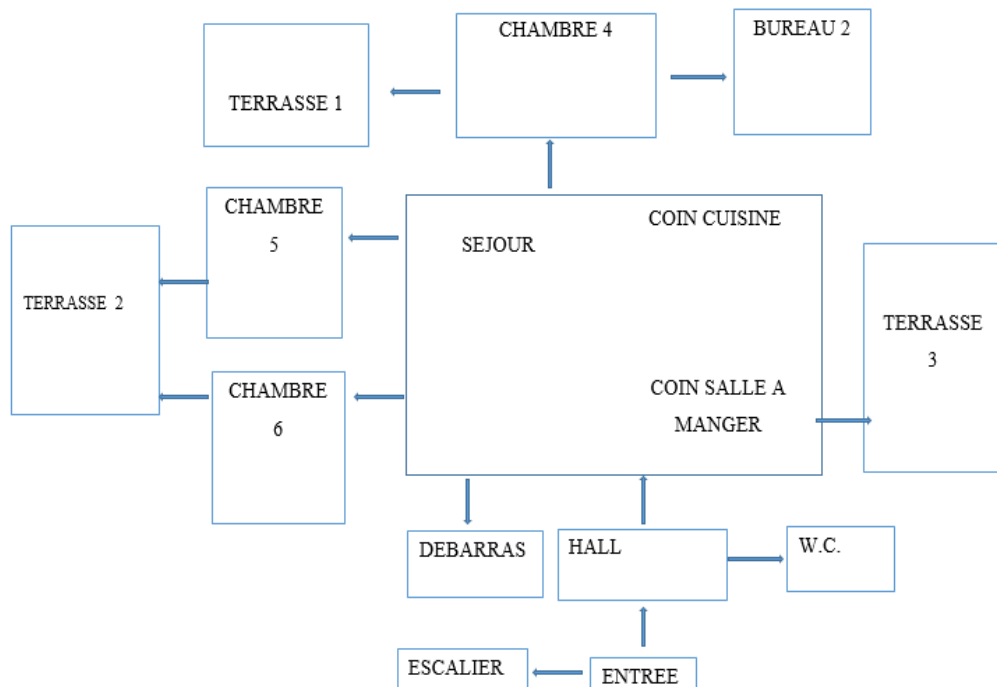 CHAMBRE 4
BUREAU 2
TERRASSE 1
CHAMBRE
5
COIN CUISINE
SEJOUR
TERRASSE 2
TERRASSE
3
CHAMBRE
6
COIN SALLE A
MANGER
DEBARRAS
HALL
W.C.
ESCALIER
ENTREE